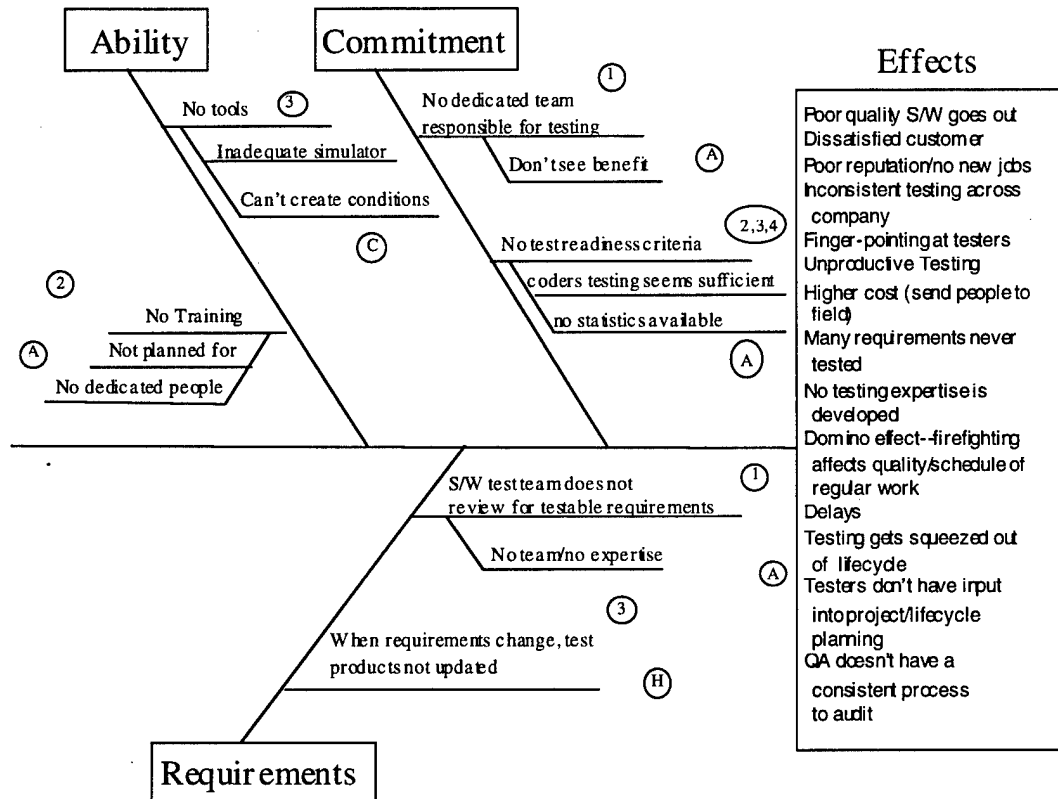 Ability
No tools
3
Inadequate simulator
Can't create conditions
C
2
No Training
A
Not planned for
No dedicated people
Commitment
1
No dedicated team
responsible for testing
Don't see benefit
A
2,3,4
No test readiness criteria
coders testing seems sufficient
no statistics available
A
Requirements
S/W test team does not
1
review for testable requirements
No team/no expertise
A
3
When requirements change, test
products not updated
H
Effects
Poor quality S/W goes out
Dissatisfied customer
Poor reputation/no new jobs
Inconsistent testing across
company
Finger-pointing at testers
Unproductive Testing
Higher cost (send people to
field)
Many requirements never
tested
No testing expertise is
developed
Domino effect--firefighting
affects quality/schedule of
regular work
Delays
Testing gets squeezed out
of lifecycle
Testers don't have input
into project/lifecycle
planning
QA doesn't have a
consistent process
to audit